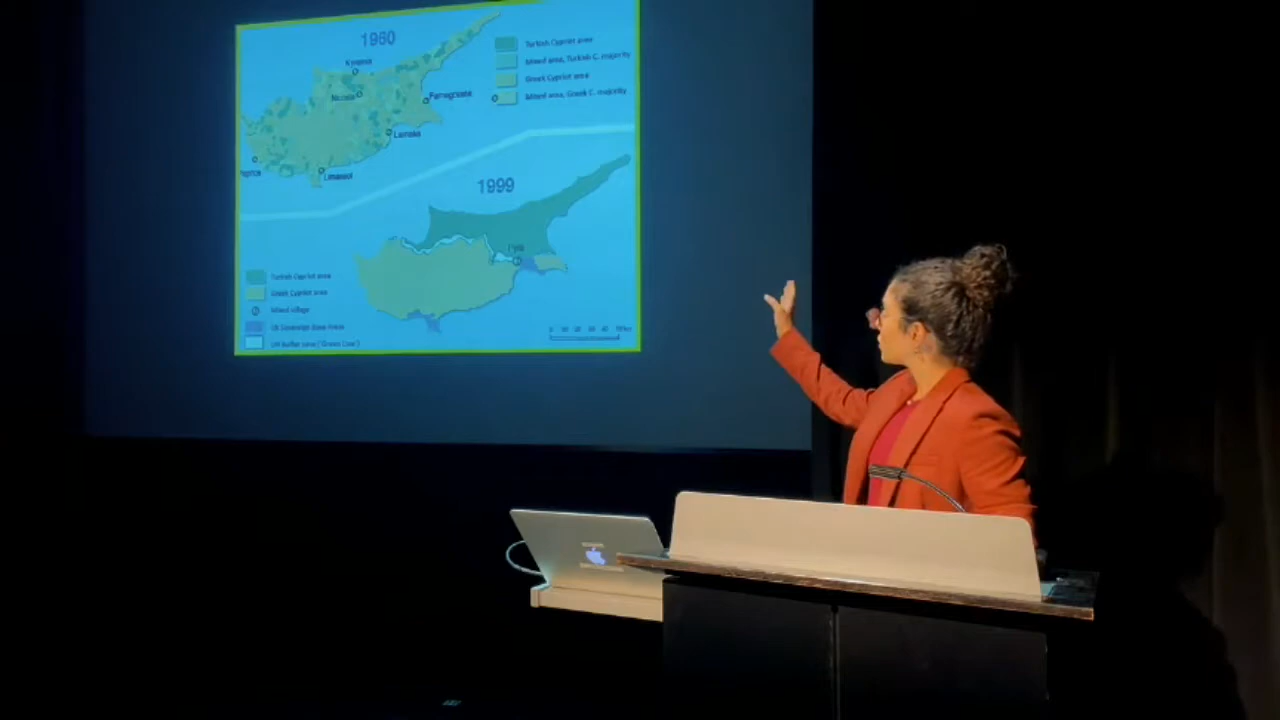 1960
Turkish Cypriot area
Mixed area, Turkish C. majority
Greek Cypriot area
Mixed area, Greek C. majority
Kyrenia
Nicosia
Famagusta
Larnaka
Limassol
1999
Pyla
Turkish Cypriot area
Greek Cypriot area
Mixed village
UK Sovereign Base Areas
UN buffer zone ("Green Line")